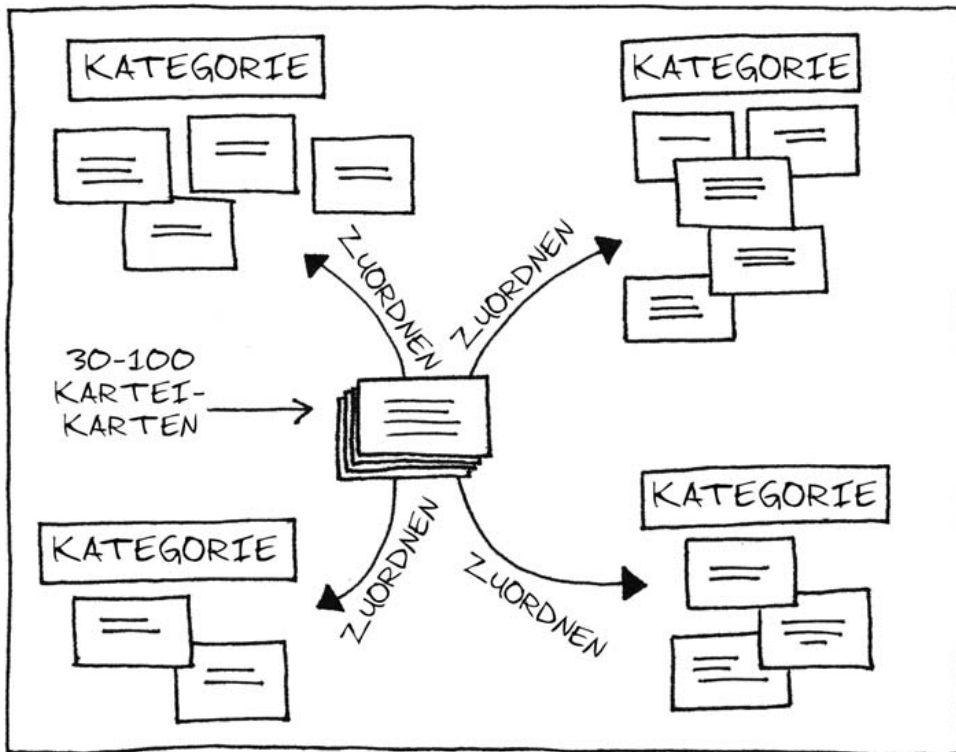 KATEGORIE
KATEGORIE
ZUORDNEN
ZUORDNEN
30-100
KARTEI-
KARTEN
KATEGORIE
KATEGORIE
ZUORDNEN
ZUORDNEN